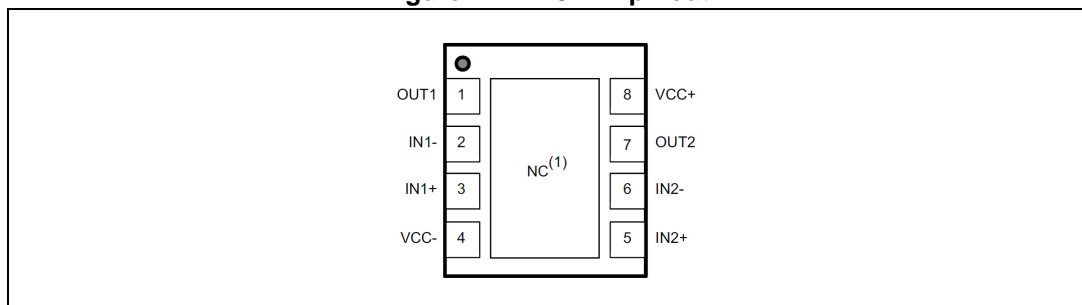 OUT1 1 8 VCC+
IN1- 2 7 OUT2
NC(1)
IN1+ 3 6 IN2-
VCC- 4 5 IN2+